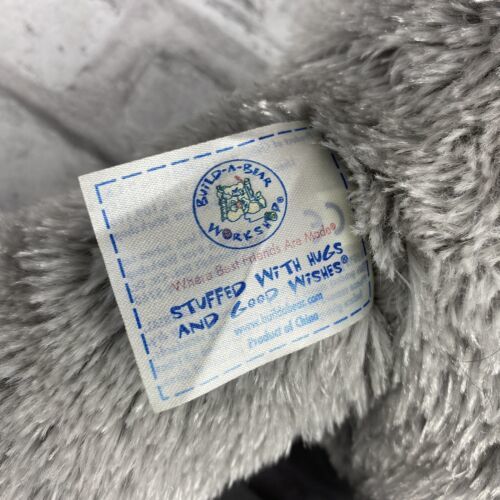 BUILD-A-BEAR
WORKSHOP®
Where Best Friends Are Made®
STUFFED WITH HUGS
AND GOOD WISHES®
www.buildabear.com
Product of China